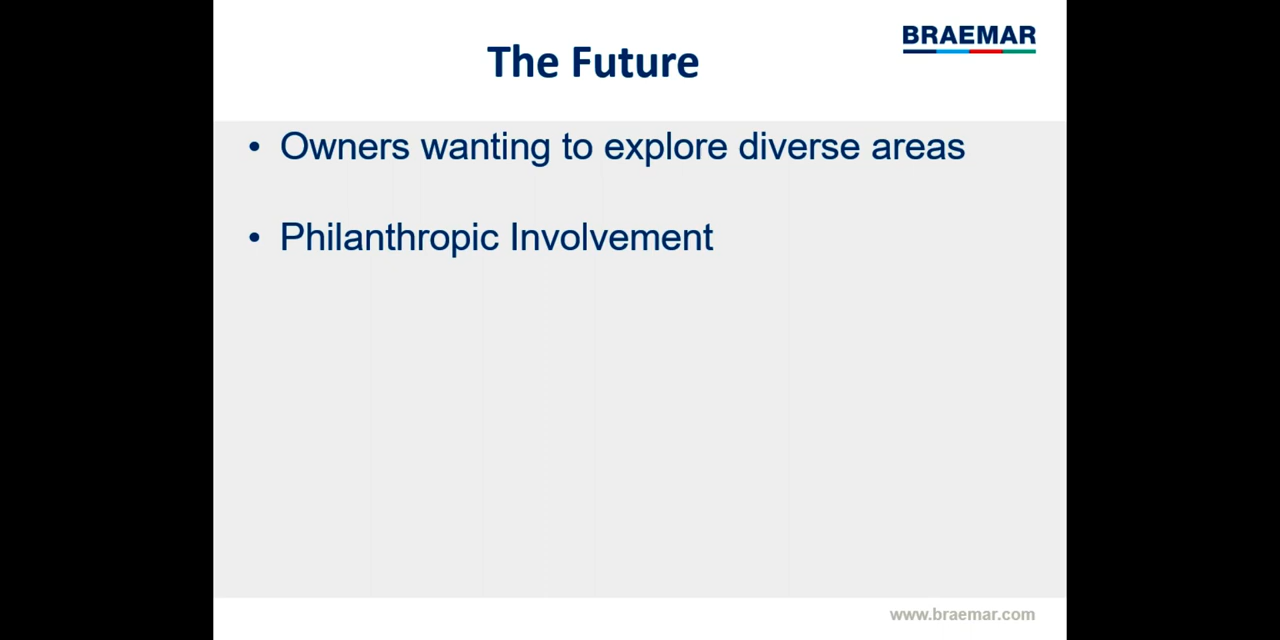 BRAEMAR
The Future
• Owners wanting to explore diverse areas
• Philanthropic Involvement
www.braemar.com